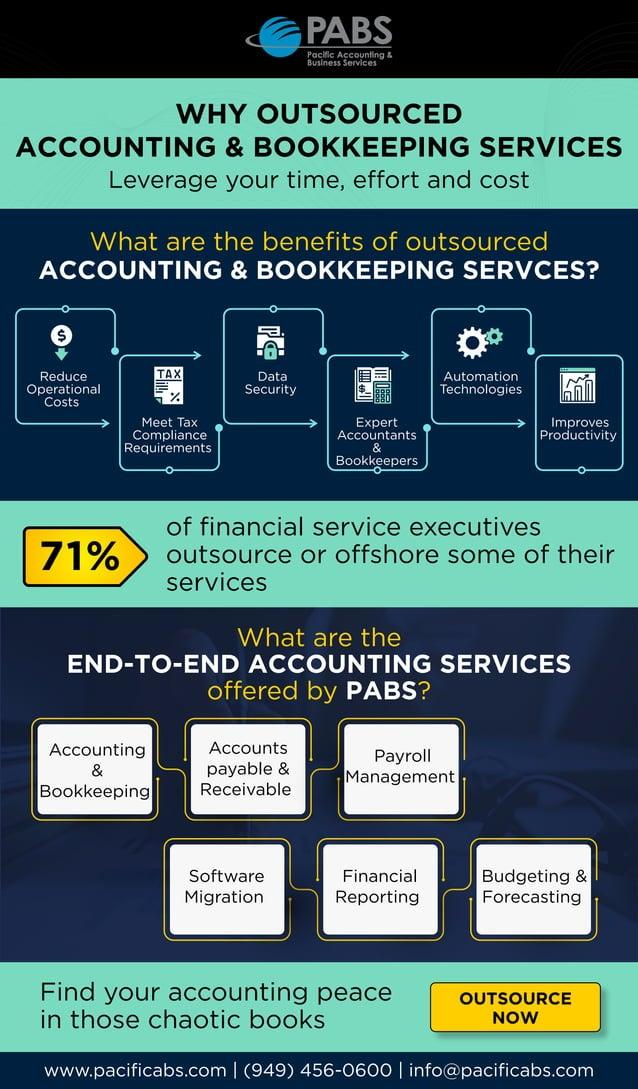 PABS
Pacific Accounting &
Business Services
WHY OUTSOURCED
ACCOUNTING & BOOKKEEPING SERVICES
Leverage your time, effort and cost
What are the benefits of outsourced
ACCOUNTING & BOOKKEEPING SERVCES?
Reduce
Operational
Costs
TAX
%
Meet Tax
Compliance
Requirements
Data
Security
Expert
Accountants
&
Bookkeepers
Automation
Technologies
Improves
Productivity
71%
of financial service executives
outsource or offshore some of their
services
What are the
END-TO-END ACCOUNTING SERVICES
offered by PABS?
Accounting
&
Bookkeeping
Accounts
payable &
Receivable
Payroll
Management
Software
Migration
Financial
Reporting
Budgeting &
Forecasting
Find your accounting peace
in those chaotic books
OUTSOURCE
NOW
www.pacificabs.com | (949) 456-0600 | info@pacificabs.com